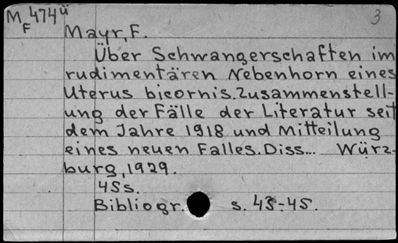 M 474ü 3
F
Mayr, F.
Über Schwangerschaften im
rudimentären Nebenhorn eines
Uterus bicornis. Zusammenstell-
ung der Fälle der Literatur seit
dem Jahre 1918 und Mitteilung
eines neuen Falles. Diss... Würz-
burg, 1929.
45s.
Bibliogr. s. 43-45.